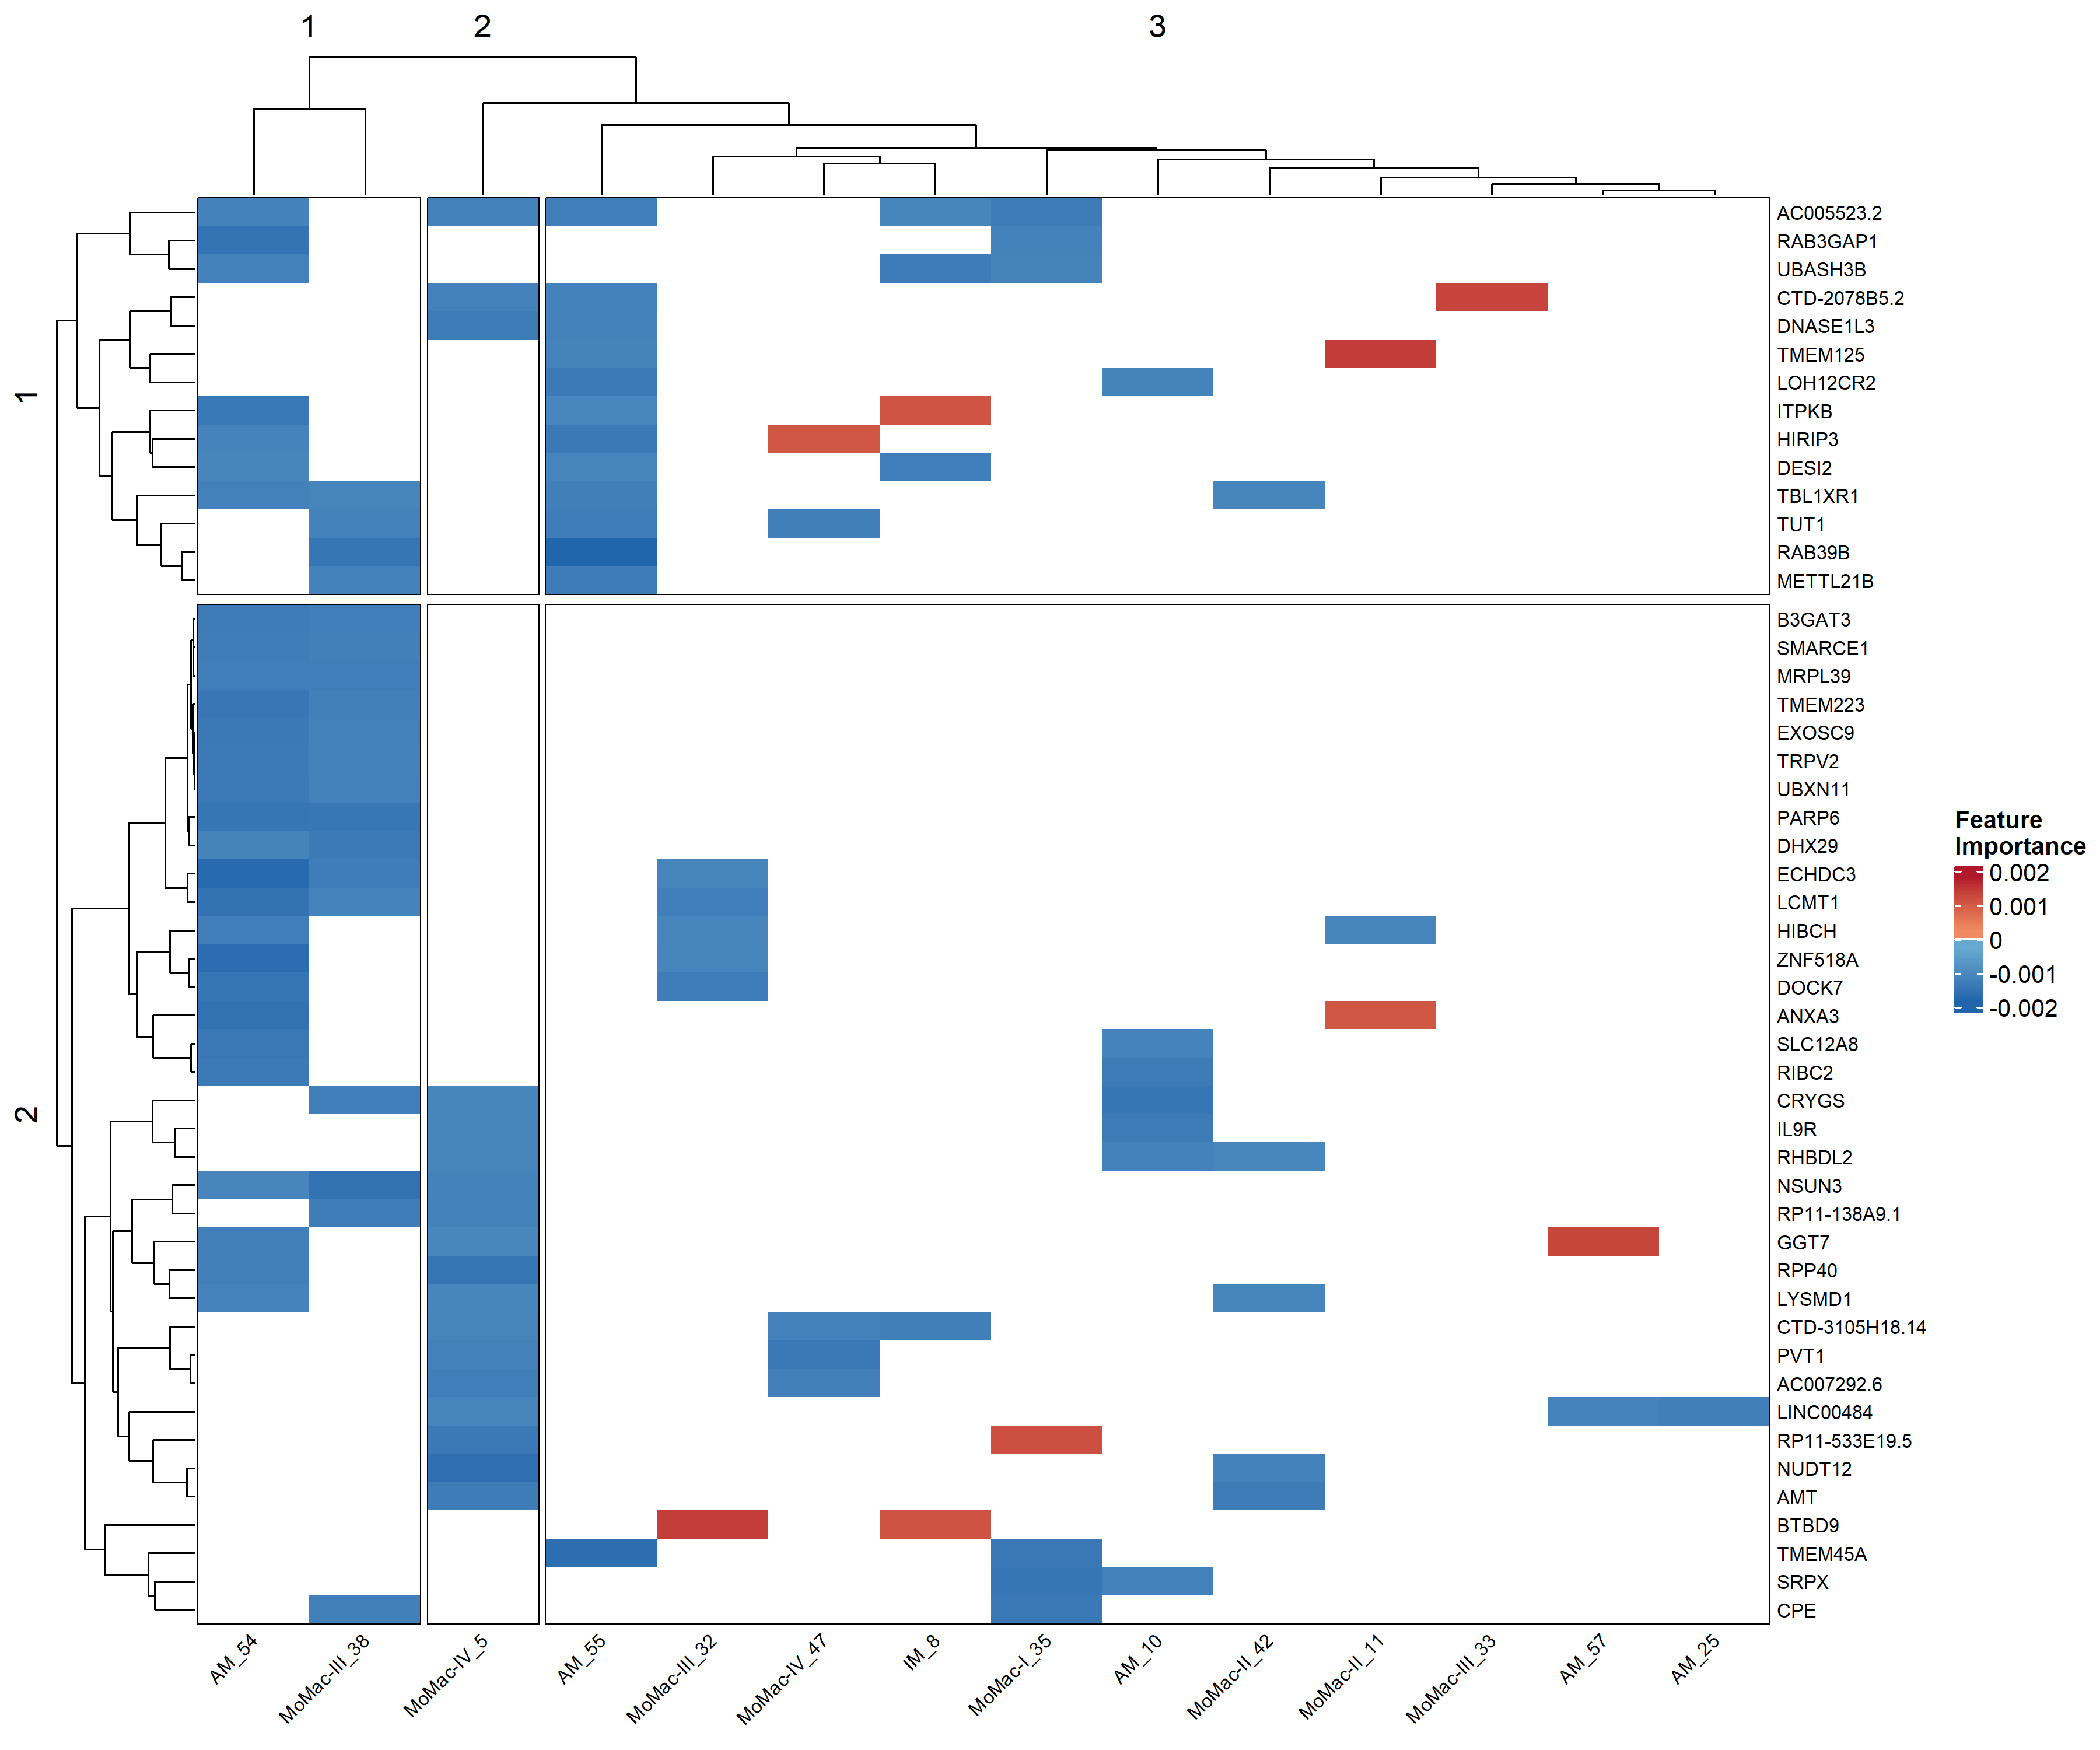 1
2
3
1
2
AC005523.2
RAB3GAP1
UBASH3B
CTD-2078B5.2
DNASE1L3
TMEM125
LOH12CR2
ITPKB
HIRIP3
DESI2
TBL1XR1
TUT1
RAB39B
METTL21B
B3GAT3
SMARCE1
MRPL39
TMEM223
EXOSC9
TRPV2
UBXN11
PARP6
DHX29
ECHDC3
LCMT1
HIBCH
ZNF518A
DOCK7
ANXA3
SLC12A8
RIBC2
CRYGS
IL9R
RHBDL2
NSUN3
RP11-138A9.1
GGT7
RPP40
LYSMD1
CTD-3105H18.14
PVT1
AC007292.6
LINC00484
RP11-533E19.5
NUDT12
AMT
BTBD9
TMEM45A
SRPX
CPE
AM_54
MoMac-III_38
MoMac-IV_5
AM_55
MoMac-III_32
MoMac-IV_47
IM_8
MoMac-I_35
AM_10
MoMac-II_42
MoMac-II_11
MoMac-III_33
AM_57
AM_25
Feature
Importance
0.002
0.001
0
-0.001
-0.002